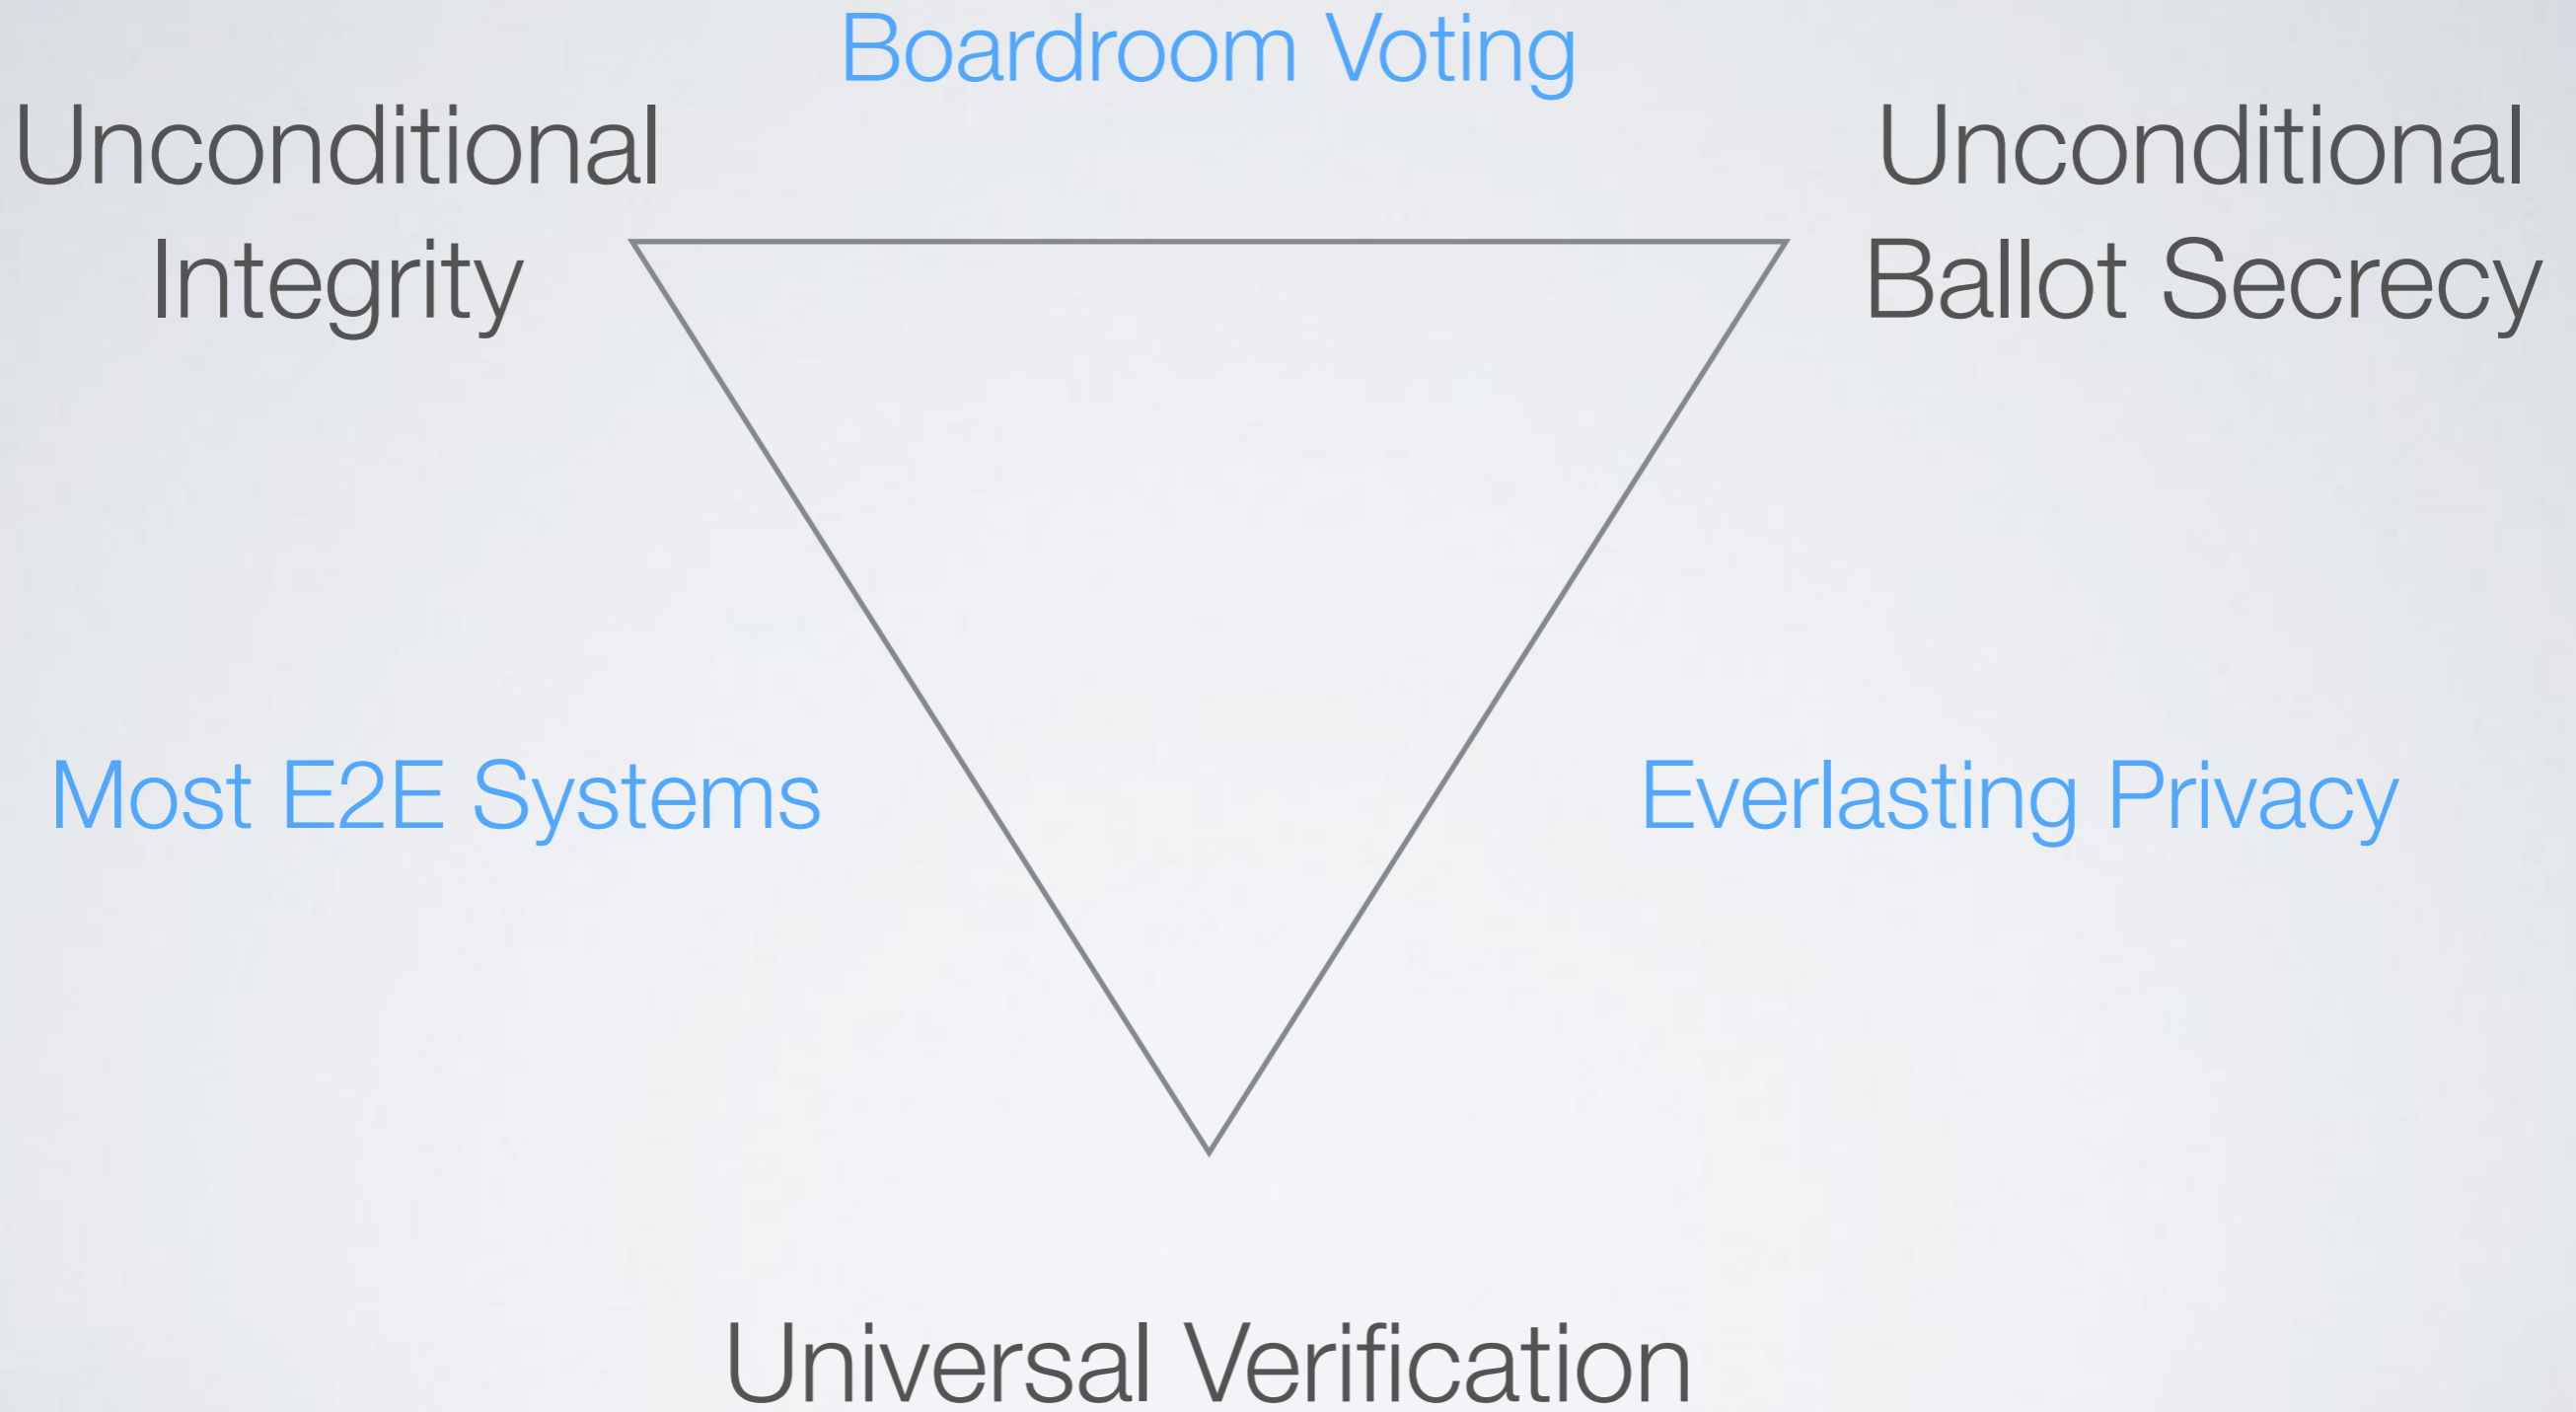 Boardroom Voting
Unconditional
Integrity
Unconditional
Ballot Secrecy
Most E2E Systems
Everlasting Privacy
Universal Verification